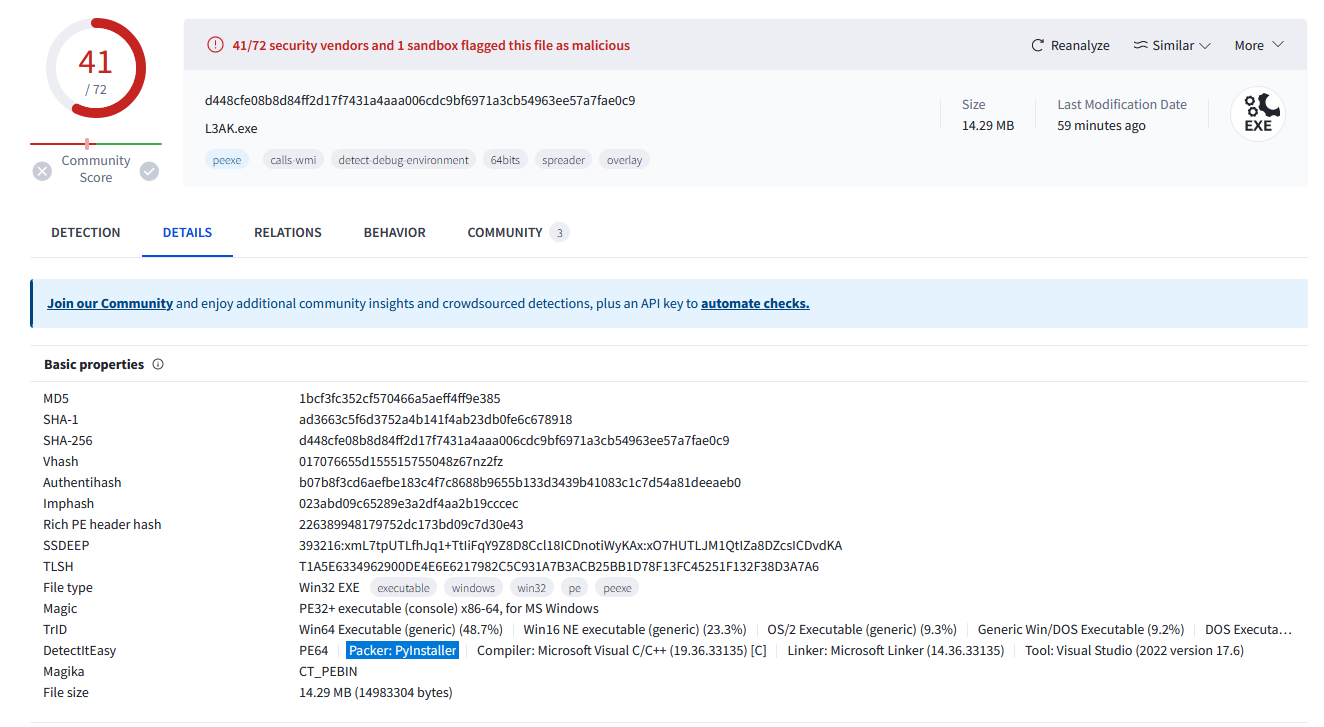 41
/ 72
Community
Score
41/72 security vendors and 1 sandbox flagged this file as malicious
Reanalyze
Similar
More
d448cfe08b8d84ff2d17f7431a4aaa006cdc9bf6971a3cb54963ee57a7fae0c9
L3AK.exe
peexe calls-wmi detect-debug-environment 64bits spreader overlay
Size
14.29 MB
Last Modification Date
59 minutes ago
EXE
DETECTION DETAILS RELATIONS BEHAVIOR COMMUNITY 3
Join our Community and enjoy additional community insights and crowdsourced detections, plus an API key to automate checks.
Basic properties
MD5 1bcf3fc352cf570466a5aeff4ff9e385
SHA-1 ad3663c5f6d3752a4b141f4ab23db0fe6c678918
SHA-256 d448cfe08b8d84ff2d17f7431a4aaa006cdc9bf6971a3cb54963ee57a7fae0c9
Vhash 017076655d155515755048z67nz2fz
Authentihash b07b8f3cd6aefbe183c4f7c8688b9655b133d3439b41083c1c7d54a81deeaeb0
Imphash 023abd09c65289e3a2df4aa2b19cccec
Rich PE header hash 226389948179752dc173bd09c7d30e43
SSDEEP 393216:xmL7tpUTLfhJq1+TtIiFqY9Z8D8Ccl18ICDnotiWyKAx:xO7HUTLJM1QtIZa8DZcsICDvdKA
TLSH T1A5E6334962900DE4E6E6217982C5C931A7B3ACB25BB1D78F13FC45251F132F38D3A7A6
File type Win32 EXE executable windows win32 pe peexe
Magic PE32+ executable (console) x86-64, for MS Windows
TrID Win64 Executable (generic) (48.7%) Win16 NE executable (generic) (23.3%) OS/2 Executable (generic) (9.3%) Generic Win/DOS Executable (9.2%) DOS Executa…
DetectItEasy PE64 Packer: PyInstaller Compiler: Microsoft Visual C/C++ (19.36.33135) [C] Linker: Microsoft Linker (14.36.33135) Tool: Visual Studio (2022 version 17.6)
Magika CT_PEBIN
File size 14.29 MB (14983304 bytes)